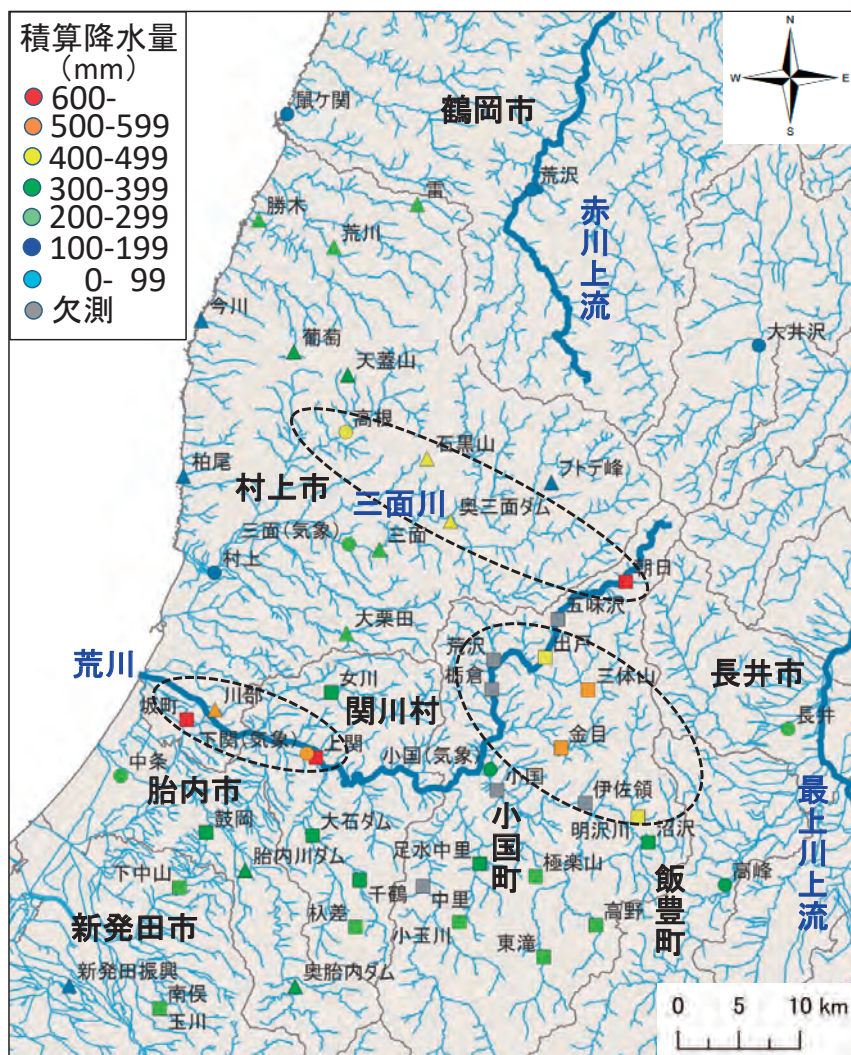 積算降水量
(mm)
600-
500-599
400-499
300-399
200-299
100-199
0- 99
欠測
N
W
E
S
鶴岡市
鼠ケ関
荒沢
雷
勝木
荒川
赤川上流
今川
大井沢
葡萄
天蓋山
高根
石黒山
柏尾
フトデ峰
村上市
三面川
奥三面ダム
三面(気象)
三面
村上
朝日
五味沢
大栗田
荒沢
出戸
荒川
女川
栃倉
三体山
長井市
川部
坂町
関川村
長井
下関(気象)
上関
金目
小国(気象)
小国
中条
胎内市
伊佐領
鼓岡
大石ダム
小国町
明沢川
沼沢
最上川上流
足水中里
胎内川ダム
極楽山
飯豊町
高峰
下中山
千鶴
中里
杁差
小玉川
高野
新発田市
東滝
新発田振興
奥胎内ダム
南俣
玉川
0 5 10 km